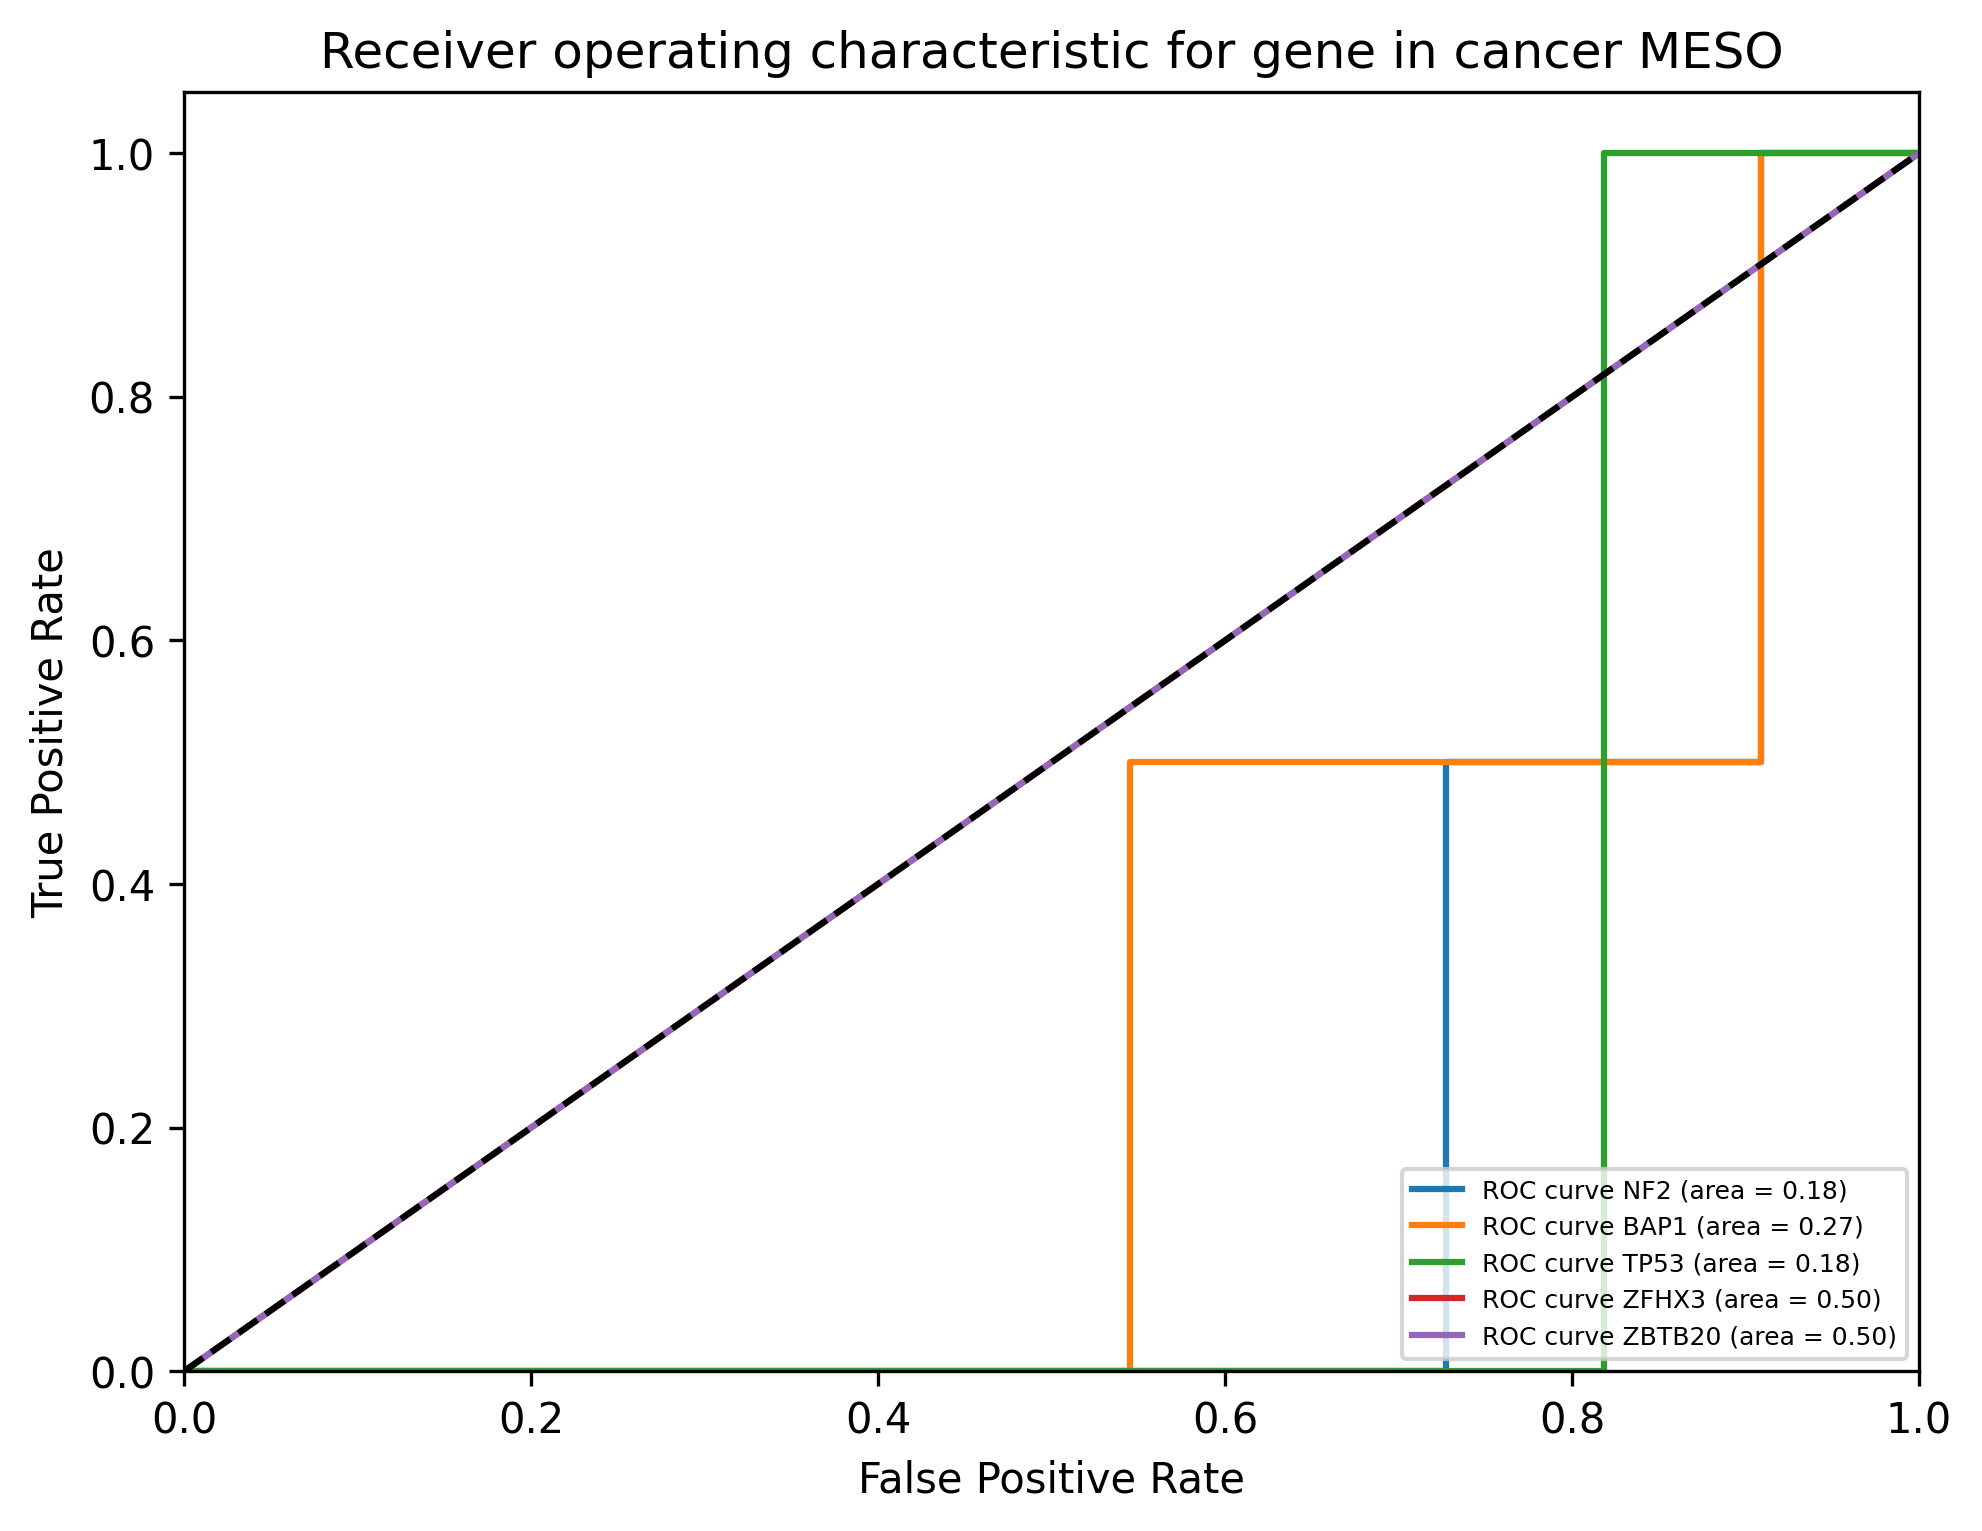 Receiver operating characteristic for gene in cancer MESO
1.0
0.8
0.6
0.4
0.2
0.0
True Positive Rate
ROC curve NF2 (area = 0.18)
ROC curve BAP1 (area = 0.27)
ROC curve TP53 (area = 0.18)
ROC curve ZFHX3 (area = 0.50)
ROC curve ZBTB20 (area = 0.50)
0.0 0.2 0.4 0.6 0.8 1.0
False Positive Rate